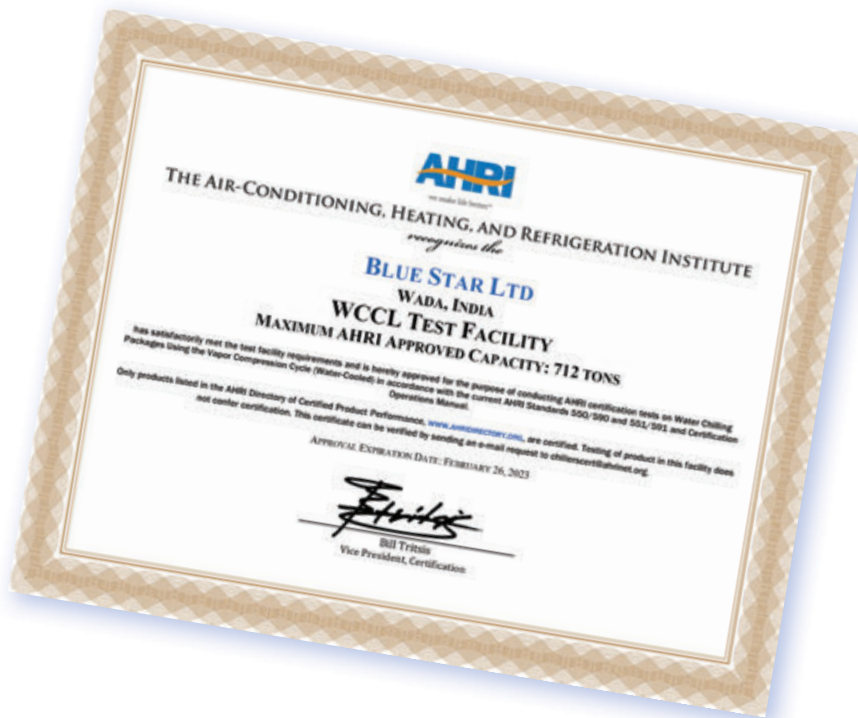 AHRI
we make life better™
THE AIR-CONDITIONING, HEATING, AND REFRIGERATION INSTITUTE
recognizes the
BLUE STAR LTD
WADA, INDIA
WCCL TEST FACILITY
MAXIMUM AHRI APPROVED CAPACITY: 712 TONS
has satisfactorily met the test facility requirements and is hereby approved for the purpose of conducting AHRI certification tests on Water Chilling
Packages Using the Vapor Compression Cycle (Water-Cooled) in accordance with the current AHRI Standards 550/590 and 551/591 and Certification
Operations Manual.
Only products listed in the AHRI Directory of Certified Product Performance, WWW.AHRIDIRECTORY.ORG, are certified. Testing of product in this facility does
not confer certification. This certificate can be verified by sending an e-mail request to chillerscert@ahrinet.org.
APPROVAL EXPIRATION DATE: FEBRUARY 26, 2023
Bill Tritsis
Vice President, Certification